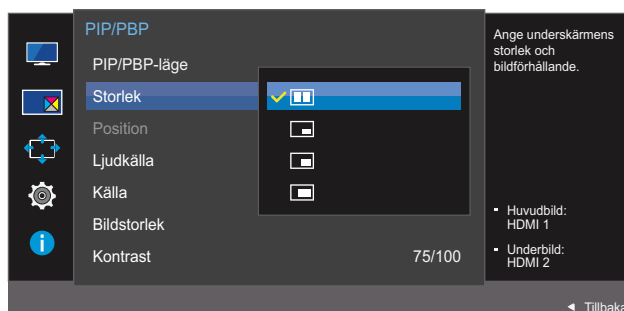 PIP/PBP
PIP/PBP-läge
Storlek
Position
Ljudkälla
Källa
Bildstorlek
Kontrast 75/100
Ange underskärmens
storlek och
bildförhållande.
Huvudbild:
HDMI 1
Underbild:
HDMI 2
Tillbaka